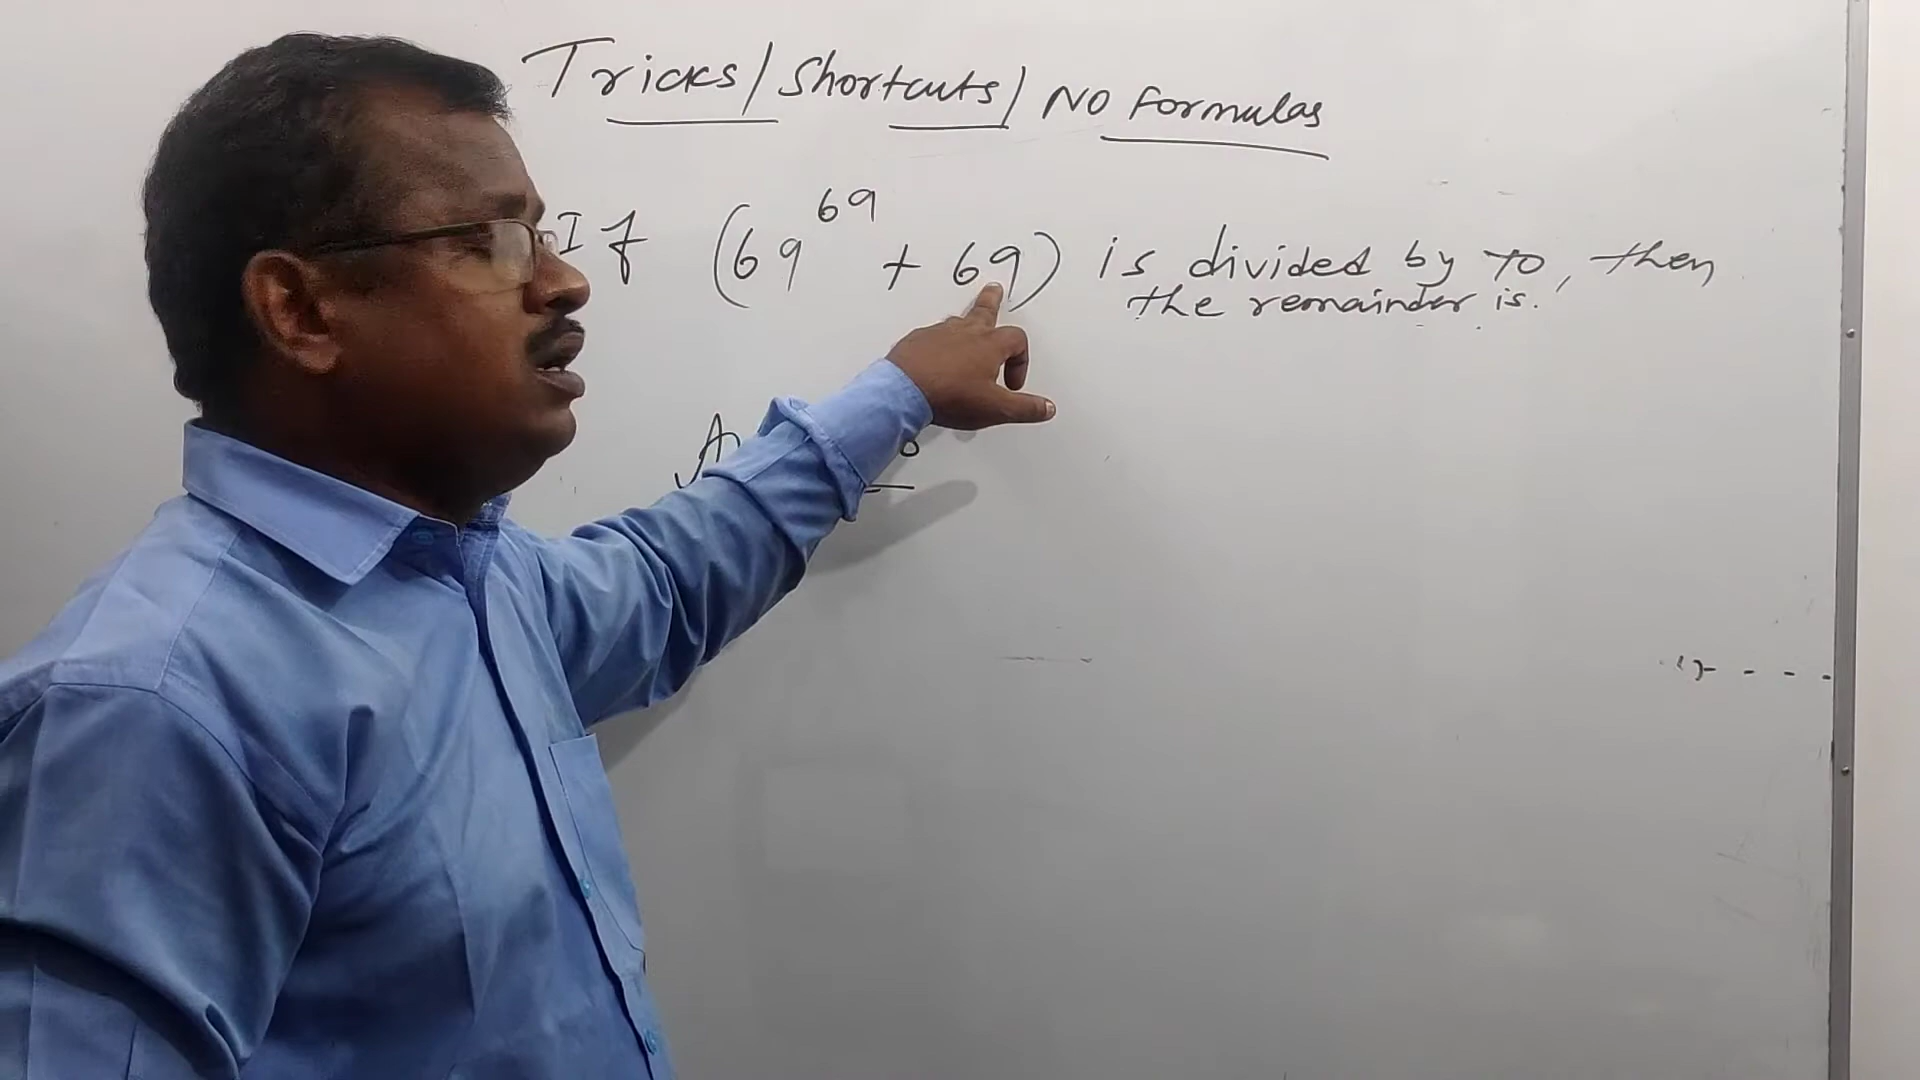 Tricks/Shortcuts/No Formulas
If (69^69 + 69) is divided by 70, then
the remainder is.